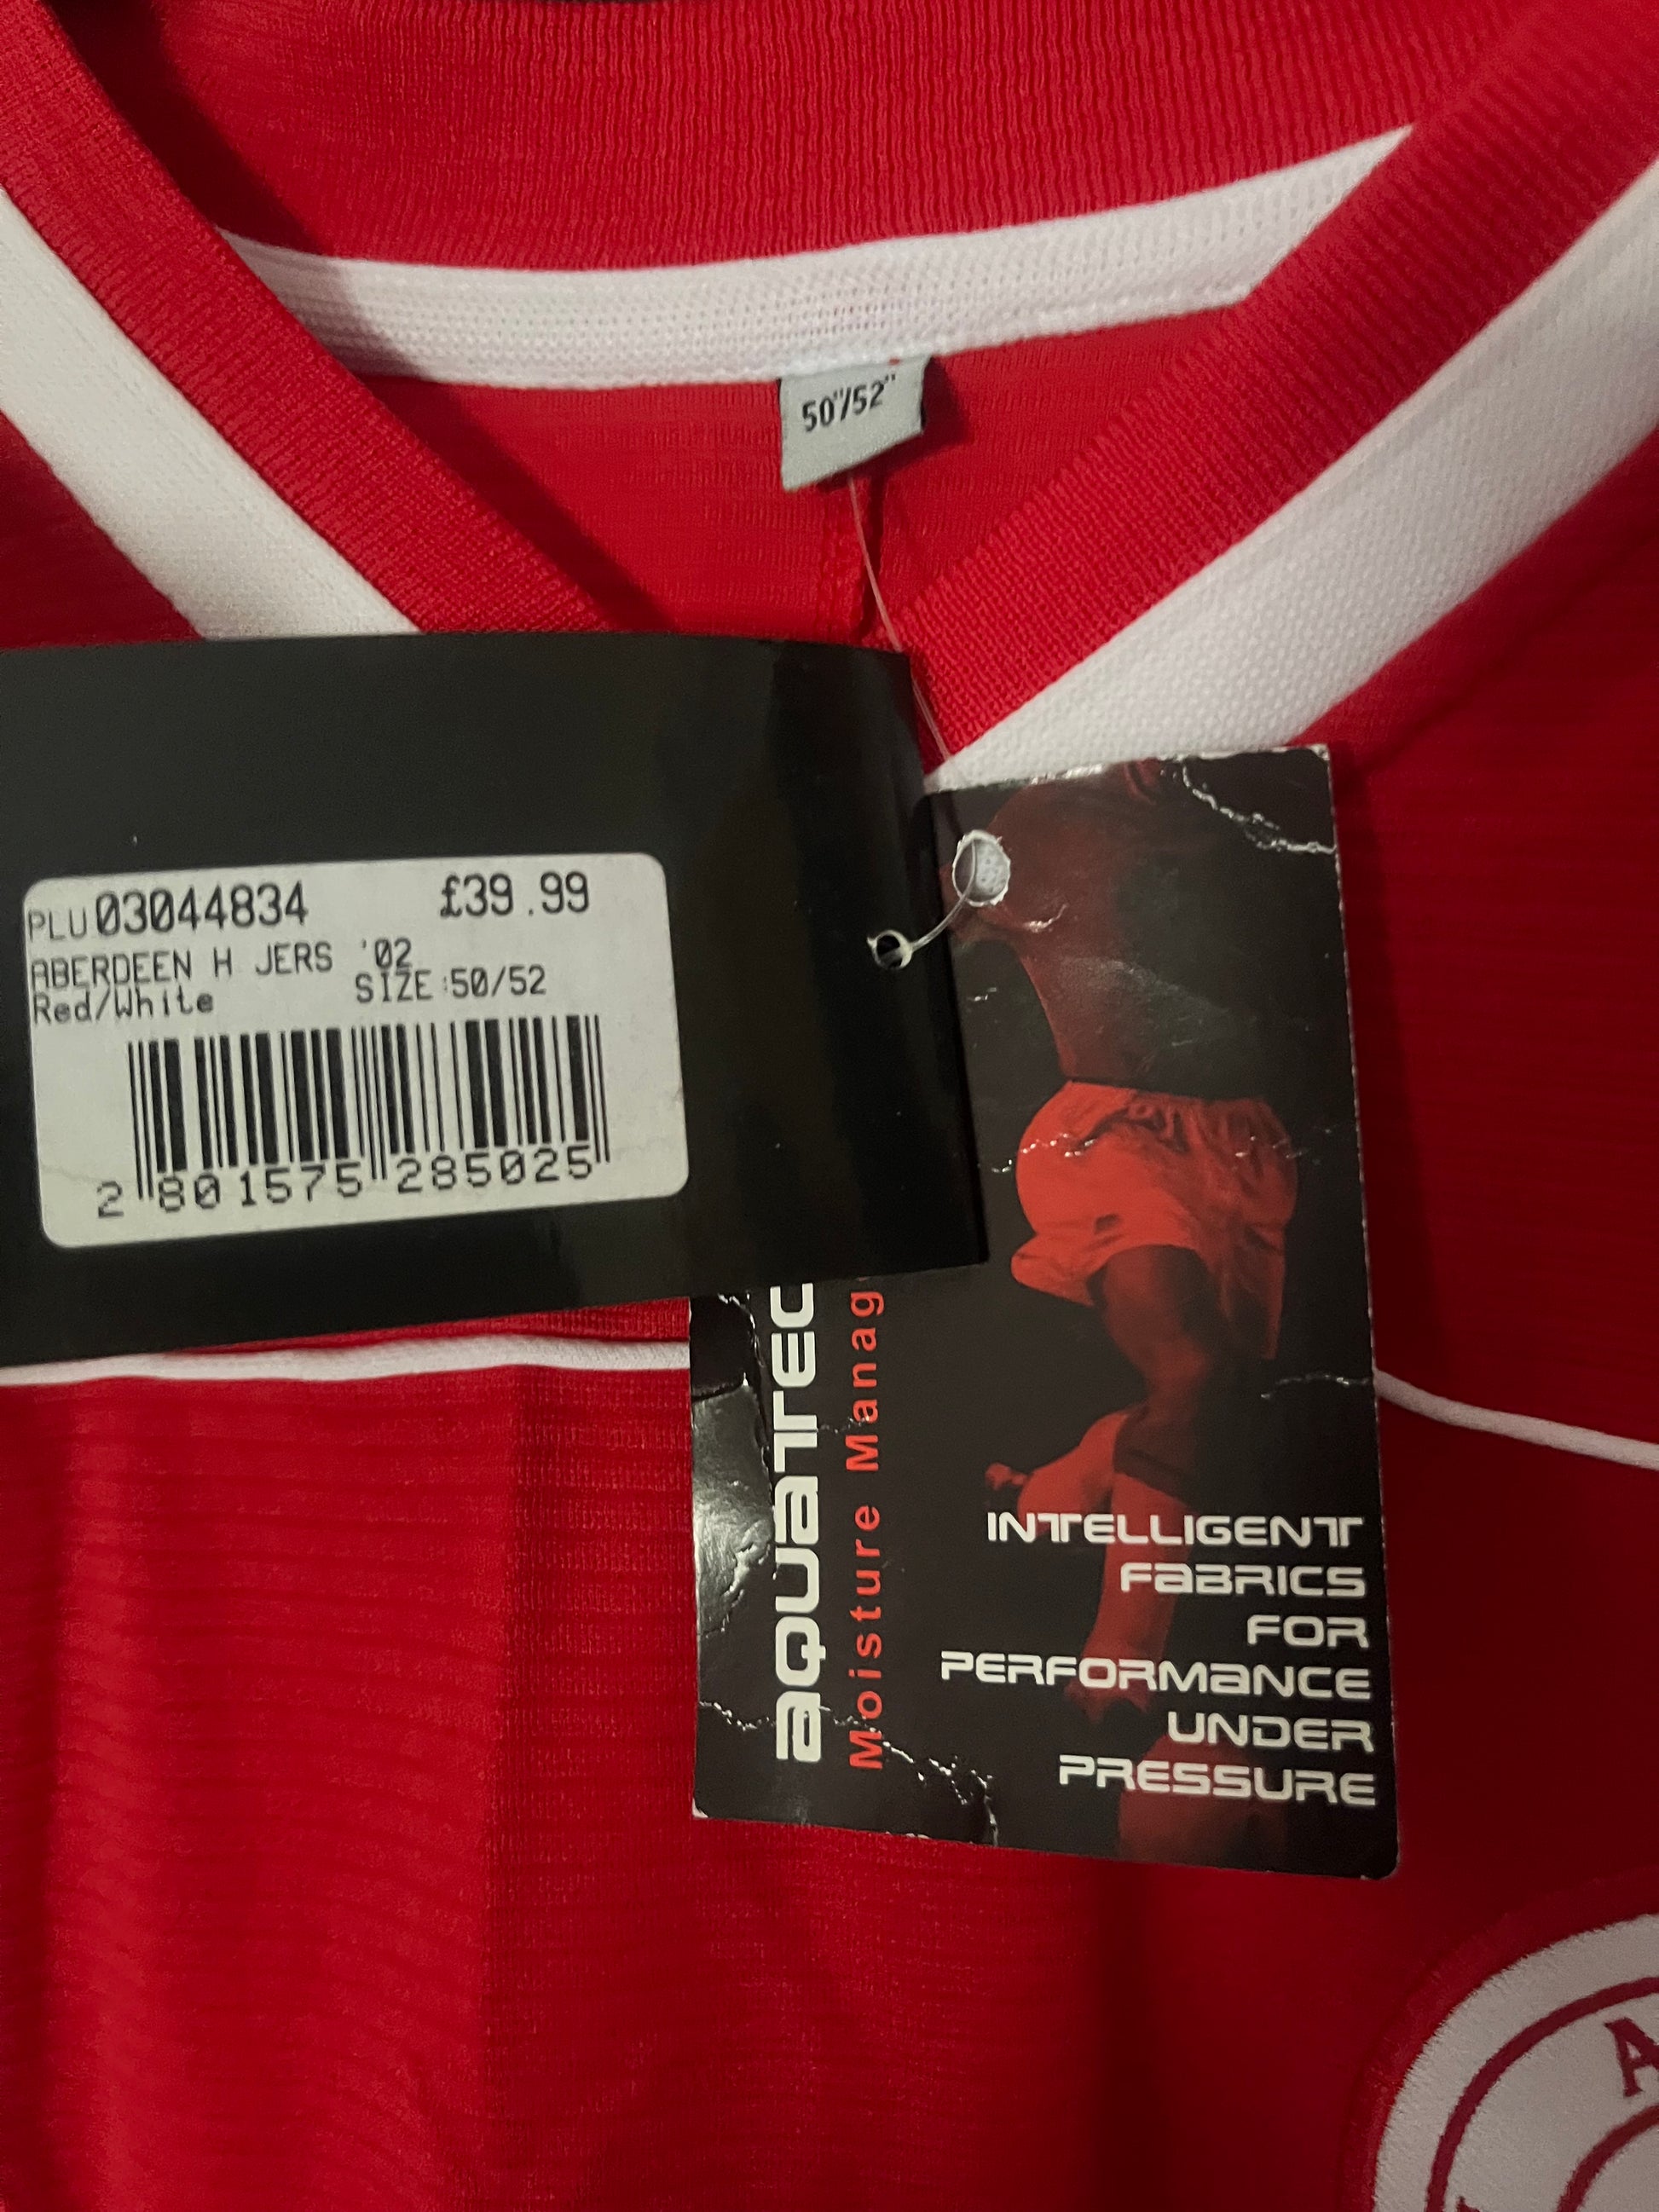 50"/52"
PLU 03044834 £39.99
ABERDEEN H JERS '02
Red/White SIZE:50/52
2 801575 285025
aquatec
Moisture Manag
INTELLIGENT
FABRICS
FOR
PERFORMANCE
UNDER
PRESSURE
A